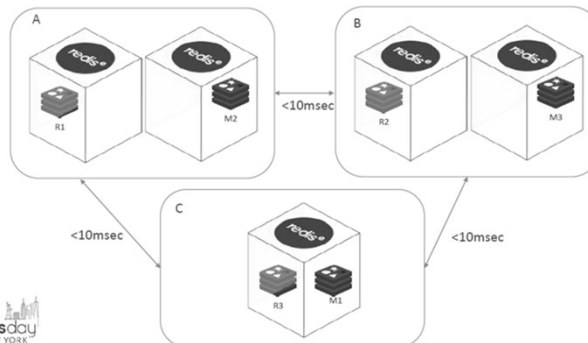 A
redis e
redis e
R1
M2
<10msec
B
redis e
redis e
R2
M3
<10msec
C
redis e
R3
M1
<10msec
sday
YORK